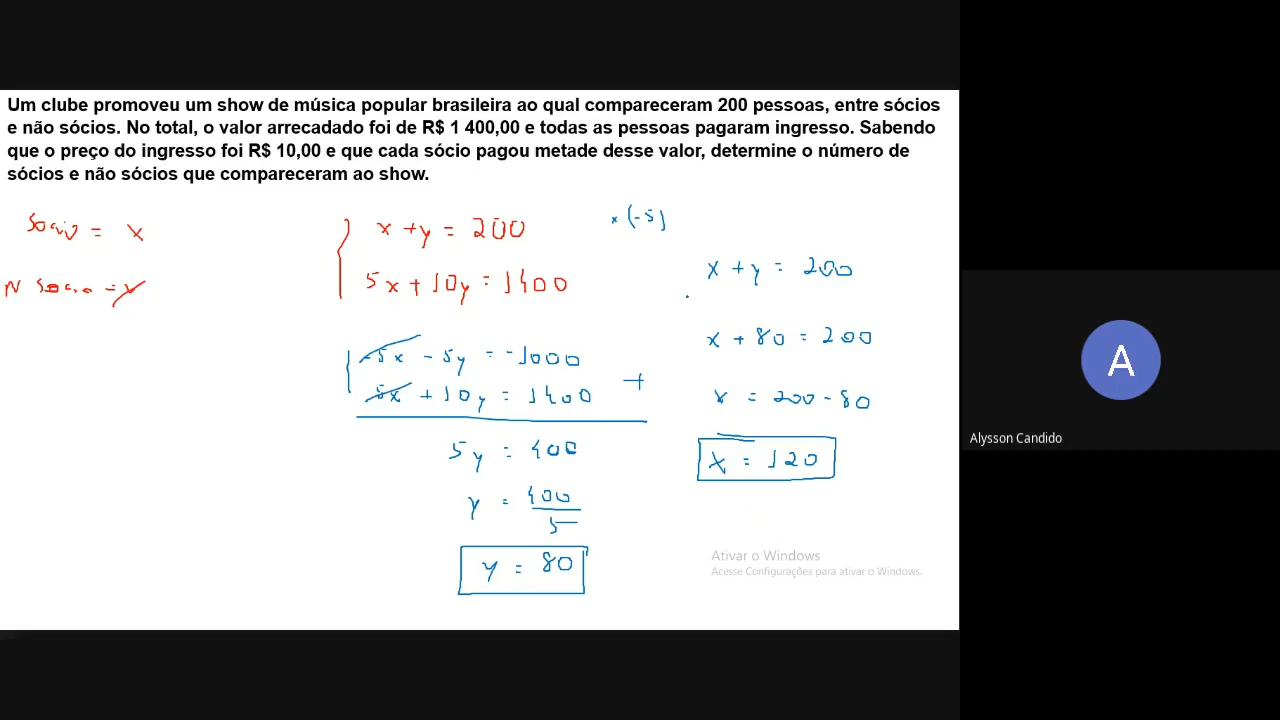 Um clube promoveu um show de música popular brasileira ao qual compareceram 200 pessoas, entre sócios
e não sócios. No total, o valor arrecadado foi de R$ 1 400,00 e todas as pessoas pagaram ingresso. Sabendo
que o preço do ingresso foi R$ 10,00 e que cada sócio pagou metade desse valor, determine o número de
sócios e não sócios que compareceram ao show.
Socio = x
N Socio = y
x + y = 200
5x + 10y = 1400
* (-5)
-5x - 5y = -1000
5x + 10y = 1400
+
5y = 400
y = 400
5
y = 80
x + y = 200
x + 80 = 200
x = 200 - 80
x = 120
Ativar o Windows
Acesse Configurações para ativar o Windows.
A
Alysson Candido